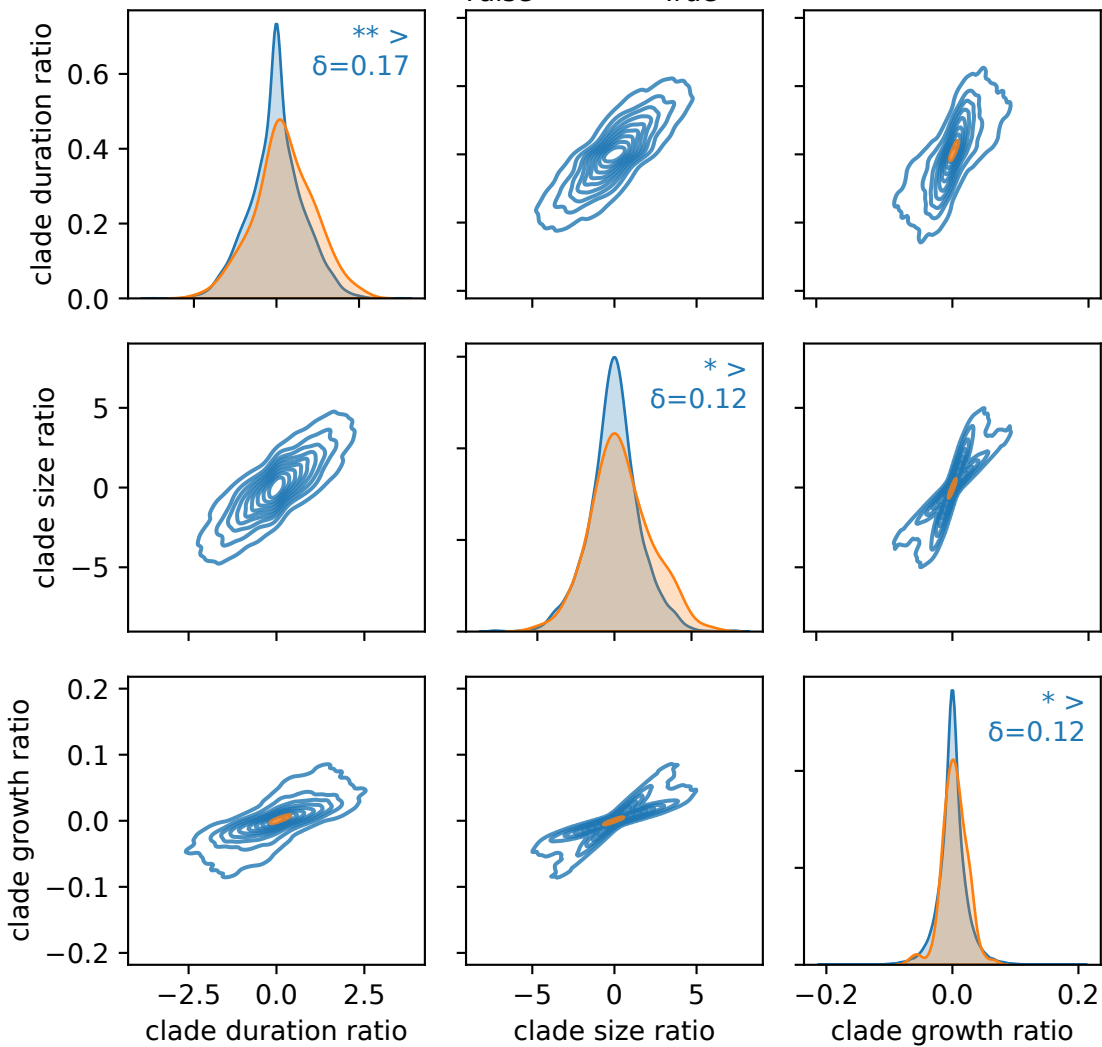 clade duration ratio
0.6
0.4
0.2
0.0
** >
δ=0.17
clade size ratio
5
0
−5
* >
δ=0.12
clade growth ratio
0.2
0.1
0.0
−0.1
−0.2
* >
δ=0.12
−2.5 0.0 2.5
−5 0 5
−0.2 0.0 0.2
clade duration ratio
clade size ratio
clade growth ratio